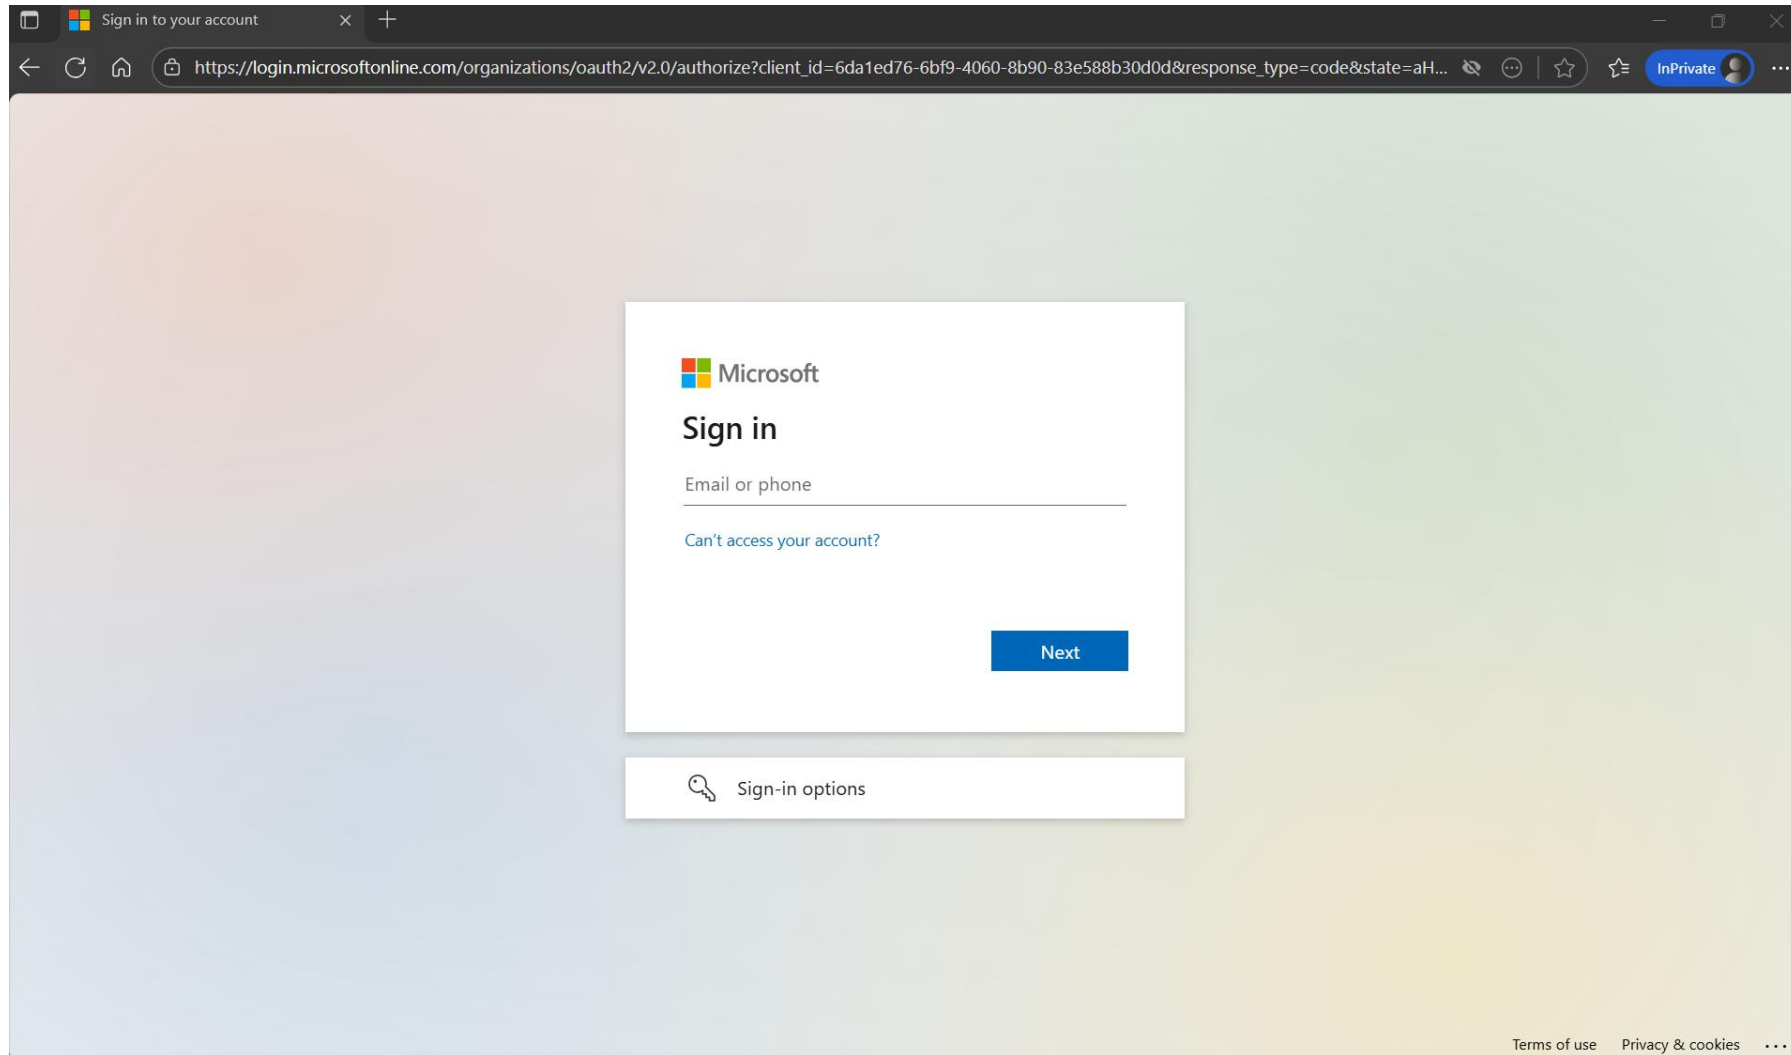 Sign in to your account
https://login.microsoftonline.com/organizations/oauth2/v2.0/authorize?client_id=6da1ed76-6bf9-4060-8b90-83e588b30d0d&response_type=code&state=aH...
InPrivate
Microsoft
Sign in
Email or phone
Can't access your account?
Next
Sign-in options
Terms of use Privacy & cookies ...